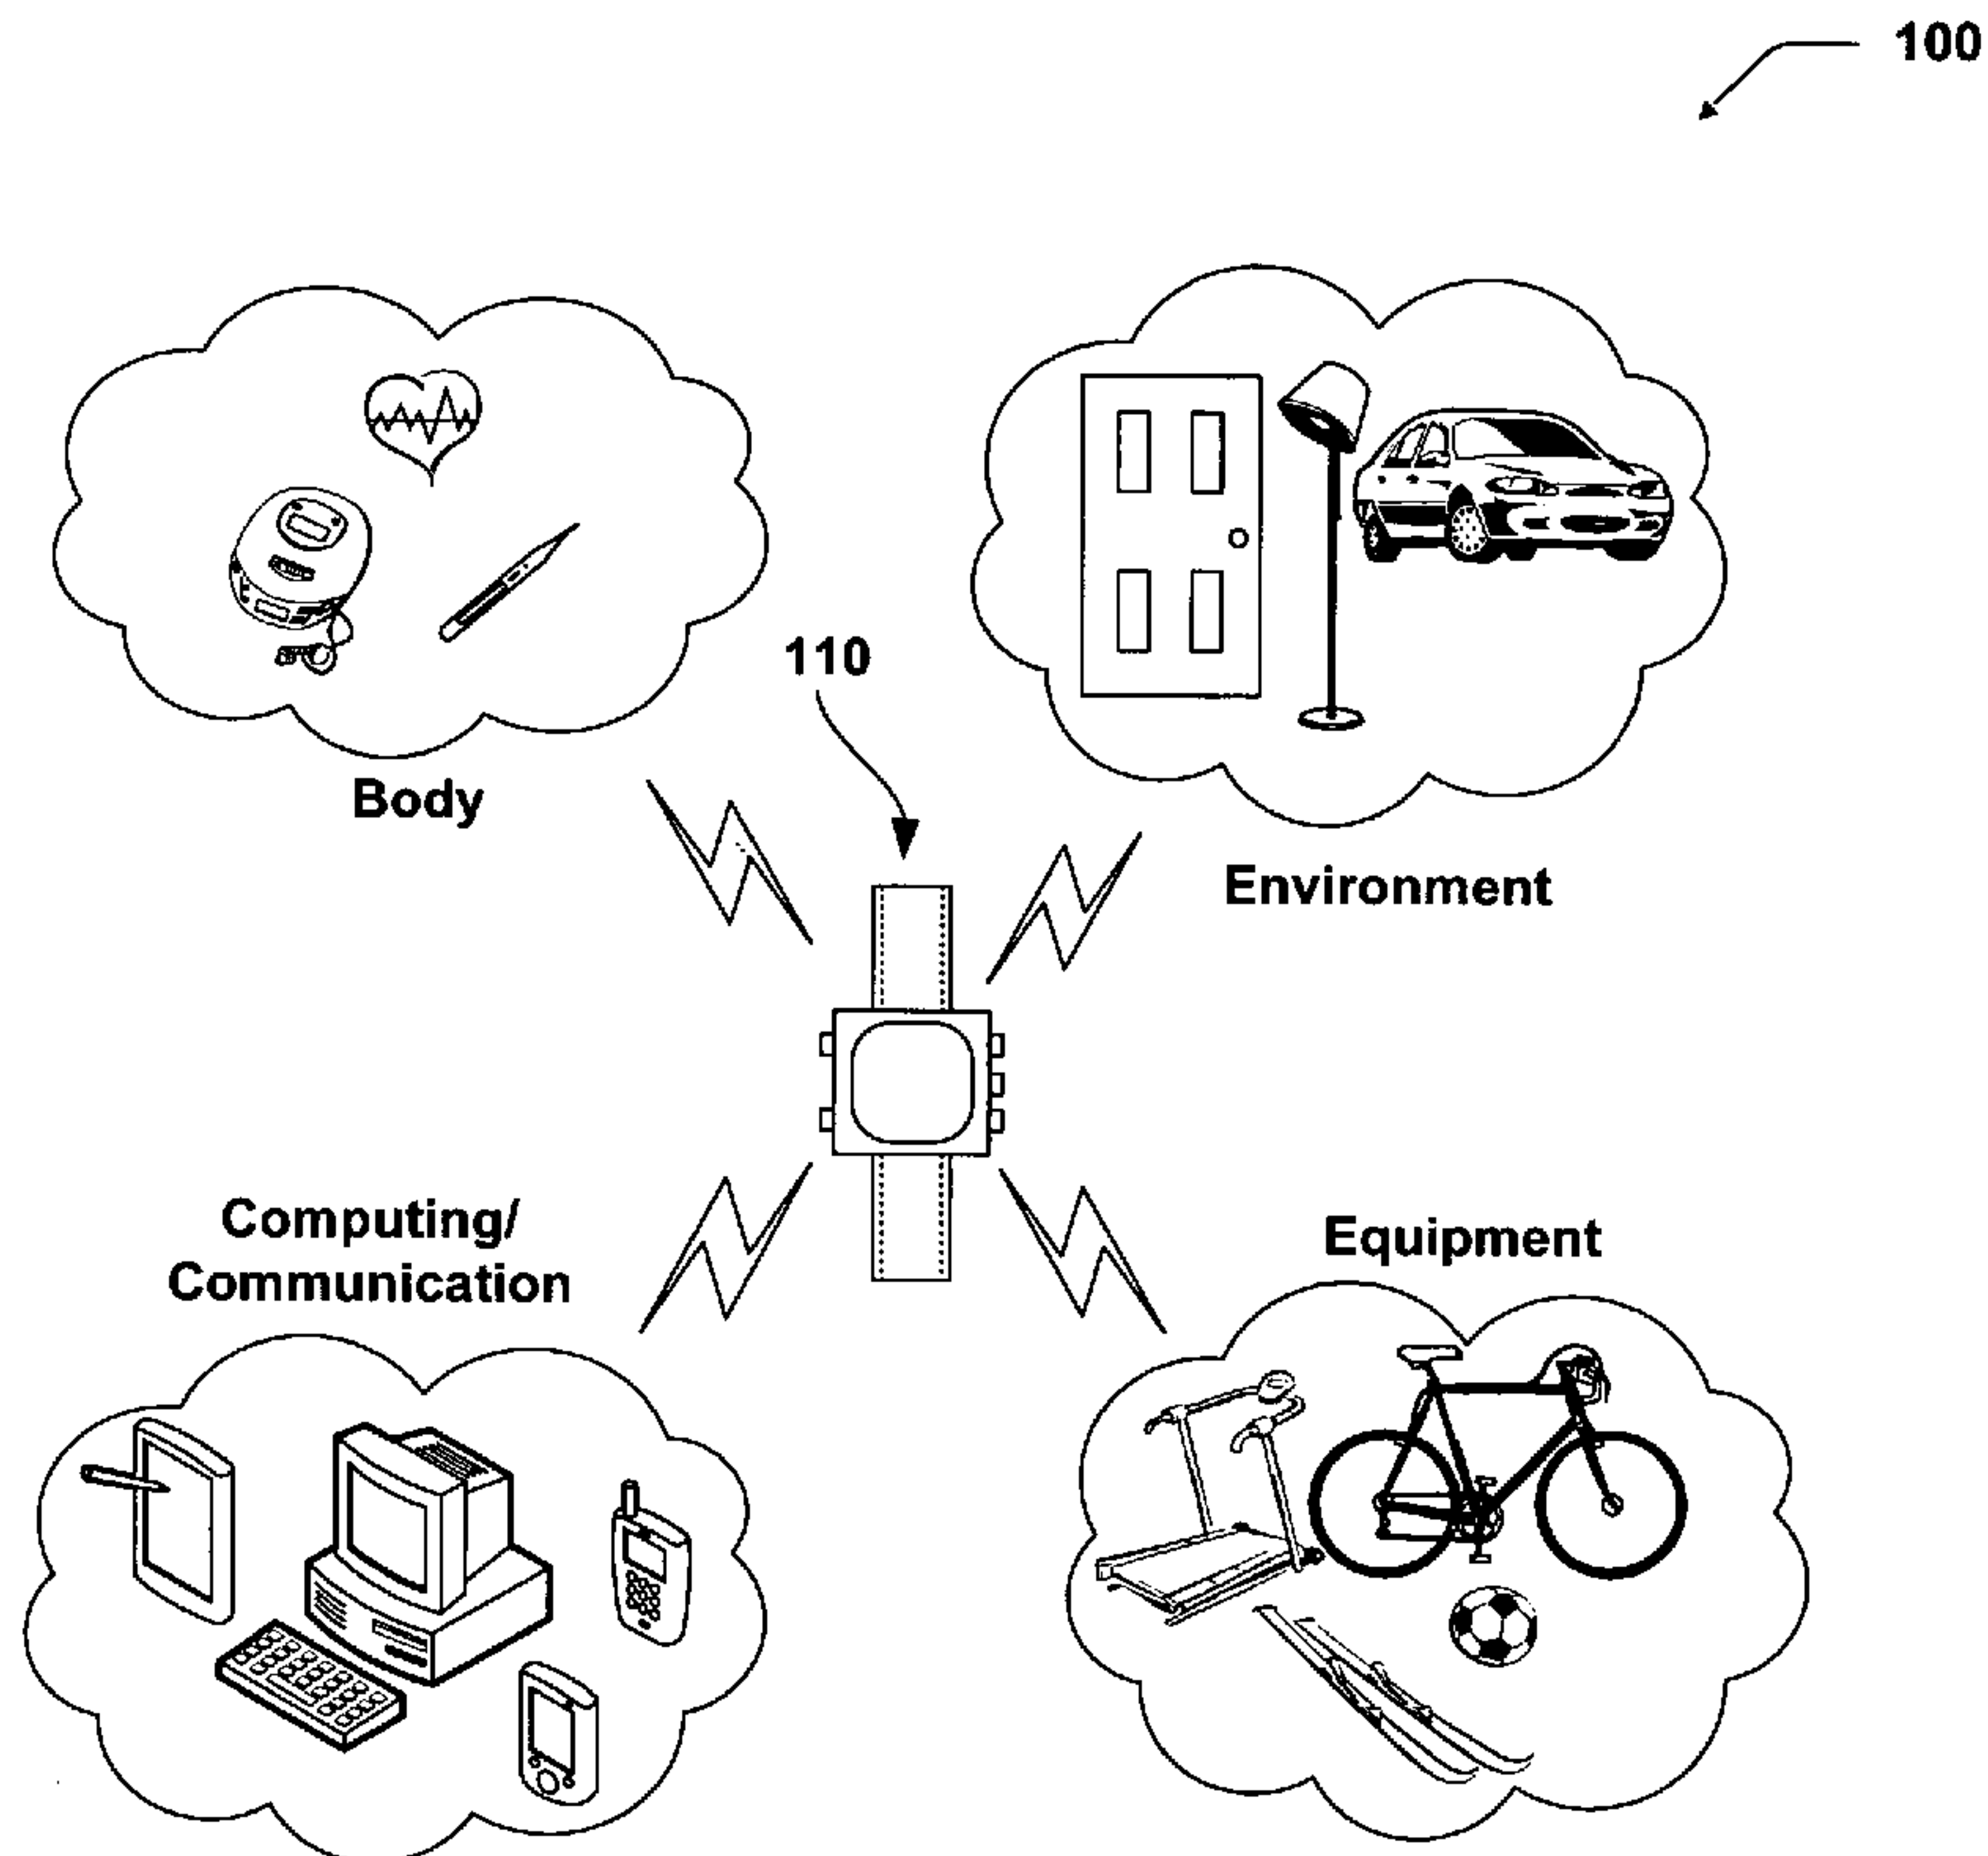 100
110
Body
Environment
Computing/
Communication
Equipment